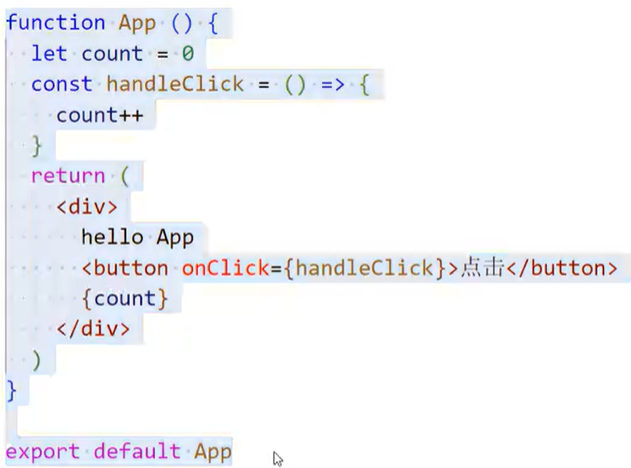 function App () {
let count = 0
const handleClick = () => {
count++
}
return (
<div>
hello App
<button onClick={handleClick}>点击</button>
{count}
</div>
)
}
export default App